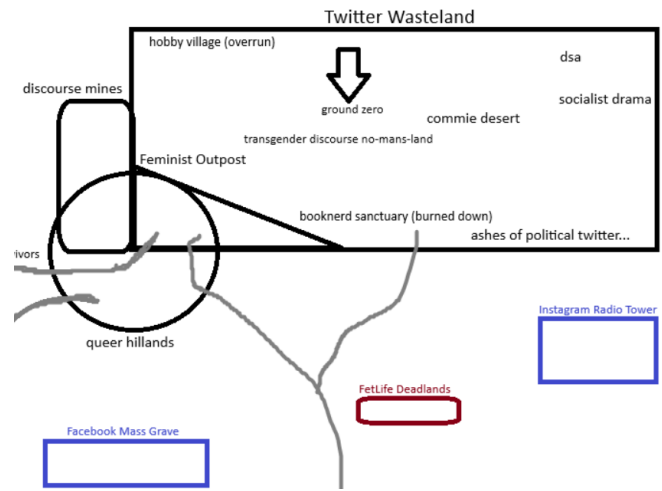 Twitter Wasteland
hobby village (overrun)
dsa
discourse mines
socialist drama
ground zero
commie desert
transgender discourse no-mans-land
Feminist Outpost
booknerd sanctuary (burned down)
ashes of political twitter...
queer hillands
Instagram Radio Tower
FetLife Deadlands
Facebook Mass Grave